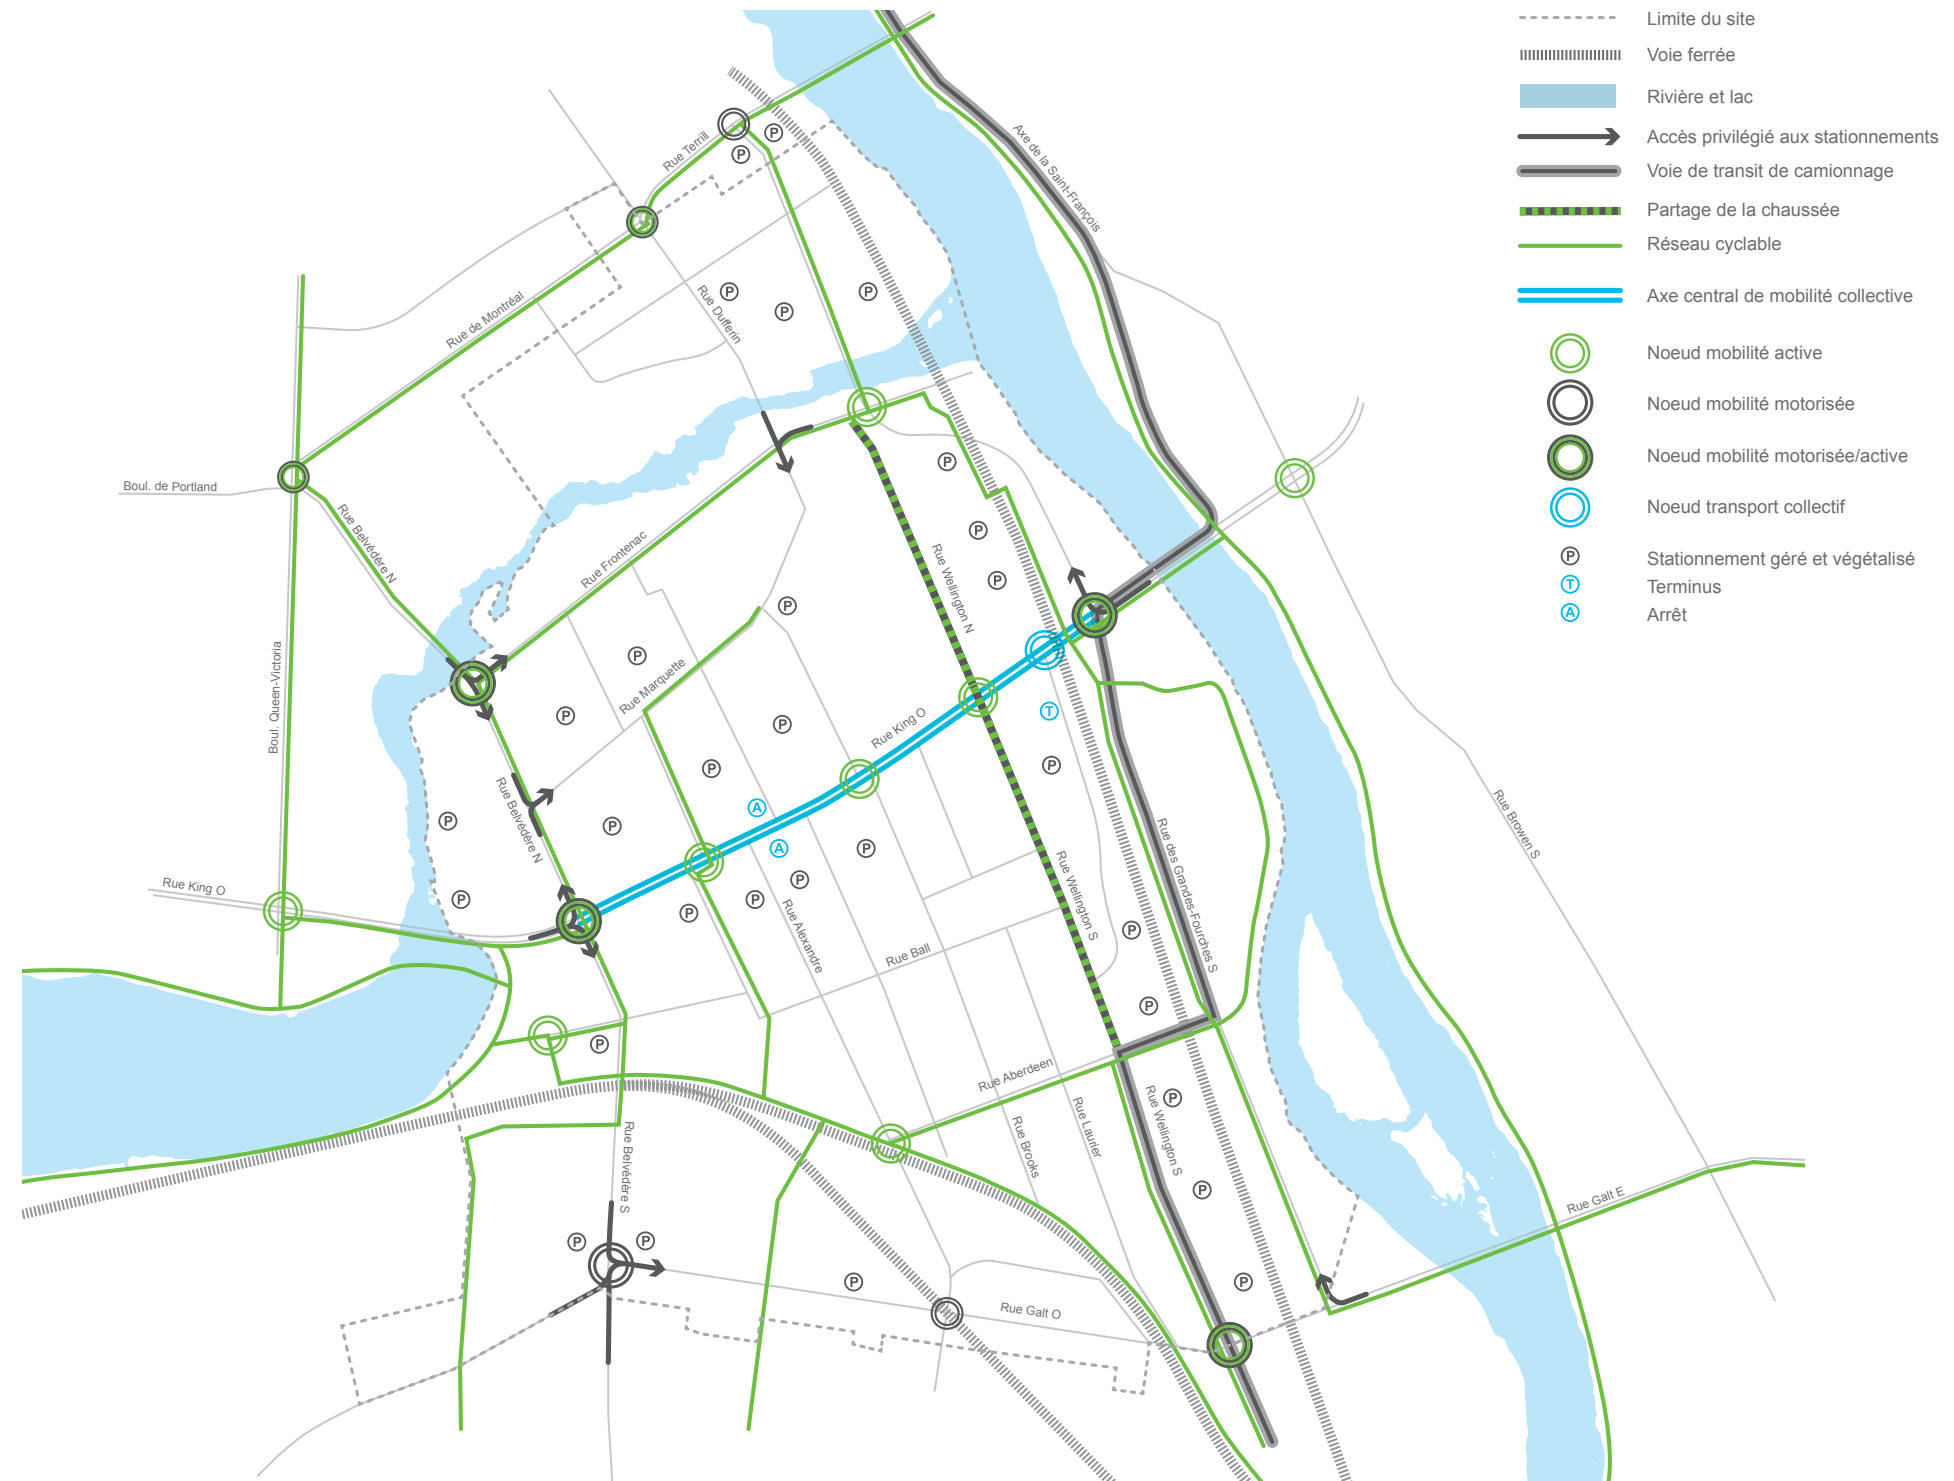 Limite du site
Voie ferrée
Rivière et lac
Accès privilégié aux stationnements
Voie de transit de camionnage
Partage de la chaussée
Réseau cyclable
Axe central de mobilité collective
Noeud mobilité active
Noeud mobilité motorisée
Noeud mobilité motorisée/active
Noeud transport collectif
P Stationnement géré et végétalisé
T Terminus
A Arrêt
Axe de la Saint-François
Rue Terrill
P
P
Rue de Montréal
Rue Dufferin
P
P
P
Boul. de Portland
Rue Belvédère N
Rue Frontenac
P
P
P
Rue Wellington N
P
P
Rue Marquette
P
Boul. Queen-Victoria
Rue King O
P
T
P
P
Rue Belvédère N
P
P
A
A
P
P
Rue Wellington S
Rue des Grandes-Fourches S
Rue Browen S
Rue King O
P
P
P
P
Rue Alexandre
Rue Ball
P
P
P
Rue Aberdeen
Rue Brooks
Rue Laurier
Rue Wellington S
P
P
Rue Belvédère S
P
P
P
Rue Galt O
P
Rue Galt E